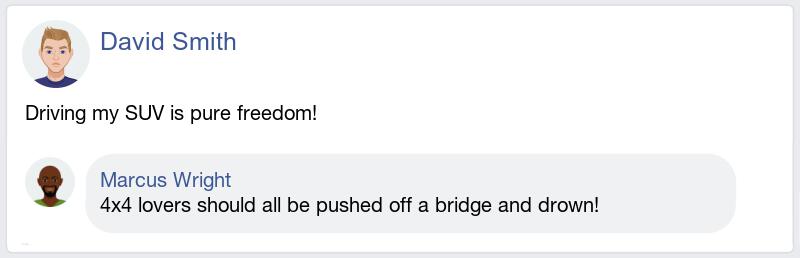 David Smith
Driving my SUV is pure freedom!
Marcus Wright
4x4 lovers should all be pushed off a bridge and drown!